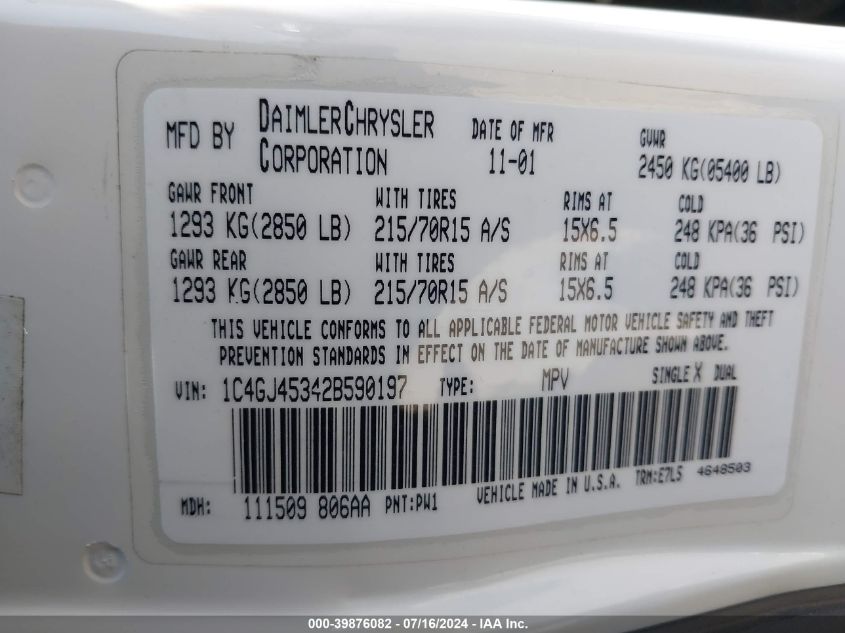 MFD BY DAIMLERCHRYSLER CORPORATION DATE OF MFR 11-01 GVWR 2450 KG(05400 LB)
GAWR FRONT WITH TIRES RIMS AT COLD
1293 KG(2850 LB) 215/70R15 A/S 15X6.5 248 KPA(36 PSI)
GAWR REAR WITH TIRES RIMS AT COLD
1293 KG(2850 LB) 215/70R15 A/S 15X6.5 248 KPA(36 PSI)
THIS VEHICLE CONFORMS TO ALL APPLICABLE FEDERAL MOTOR VEHICLE SAFETY AND THEFT
PREVENTION STANDARDS IN EFFECT ON THE DATE OF MANUFACTURE SHOWN ABOVE.
VIN: 1C4GJ45342B590197 TYPE: MPV SINGLE X DUAL
MDH: 111509 806AA PNT:PW1 VEHICLE MADE IN U.S.A. TRM:E7L5 4648503
000-39876082 - 07/16/2024 - IAA Inc.